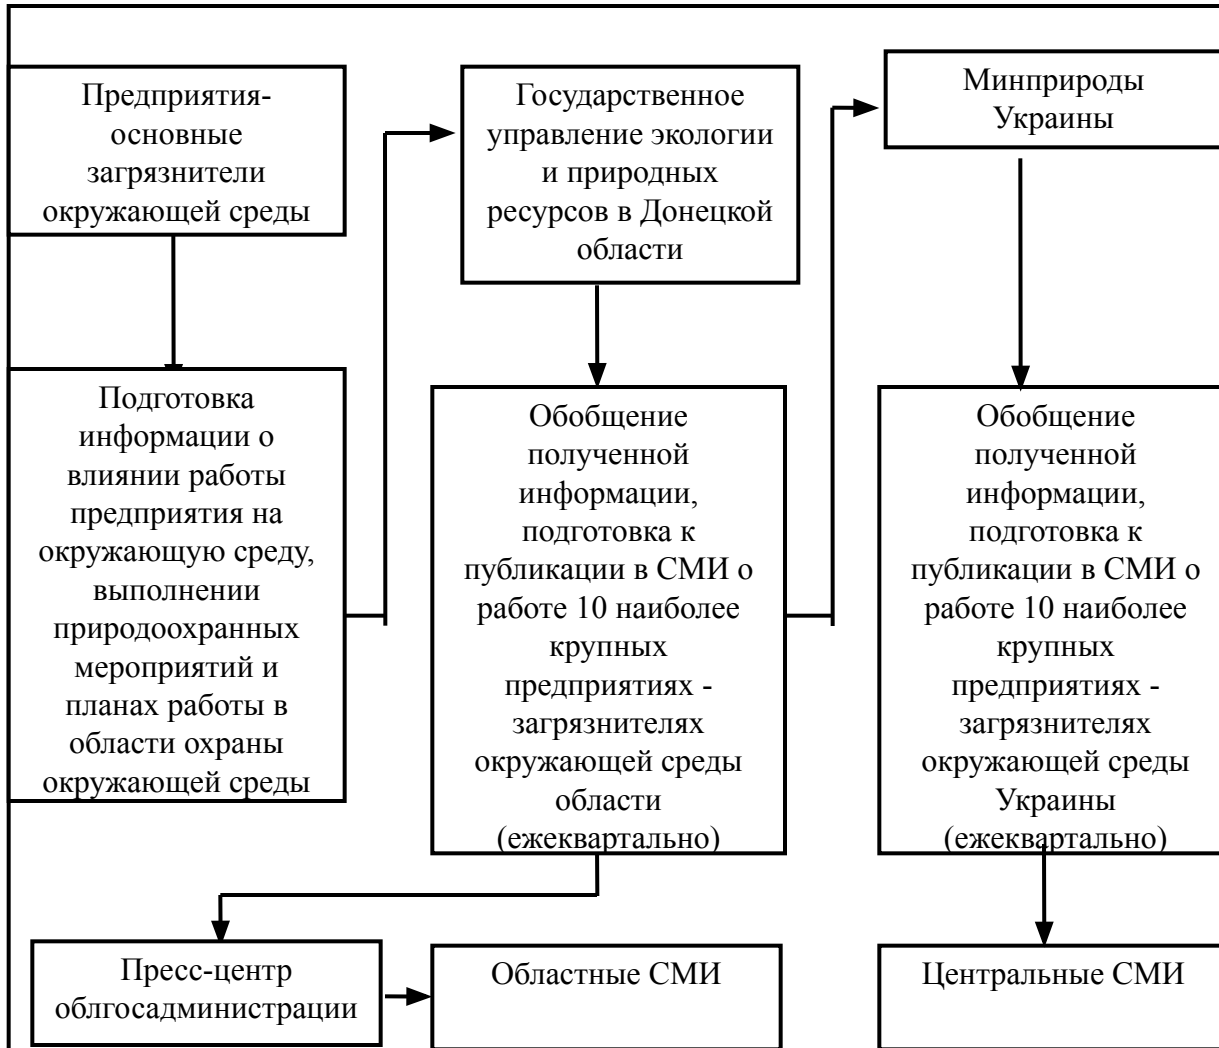 Предприятия-
основные
загрязнители
окружающей среды
Государственное
управление экологии
и природных
ресурсов в Донецкой
области
Минприроды
Украины
Подготовка
информации о
влиянии работы
предприятия на
окружающую среду,
выполнении
природоохранных
мероприятий и
планах работы в
области охраны
окружающей среды
Обобщение
полученной
информации,
подготовка к
публикации в СМИ о
работе 10 наиболее
крупных
предприятиях -
загрязнителях
окружающей среды
области
(ежеквартально)
Обобщение
полученной
информации,
подготовка к
публикации в СМИ о
работе 10 наиболее
крупных
предприятиях -
загрязнителях
окружающей среды
Украины
(ежеквартально)
Пресс-центр
облгосадминистрации
Областные СМИ
Центральные СМИ